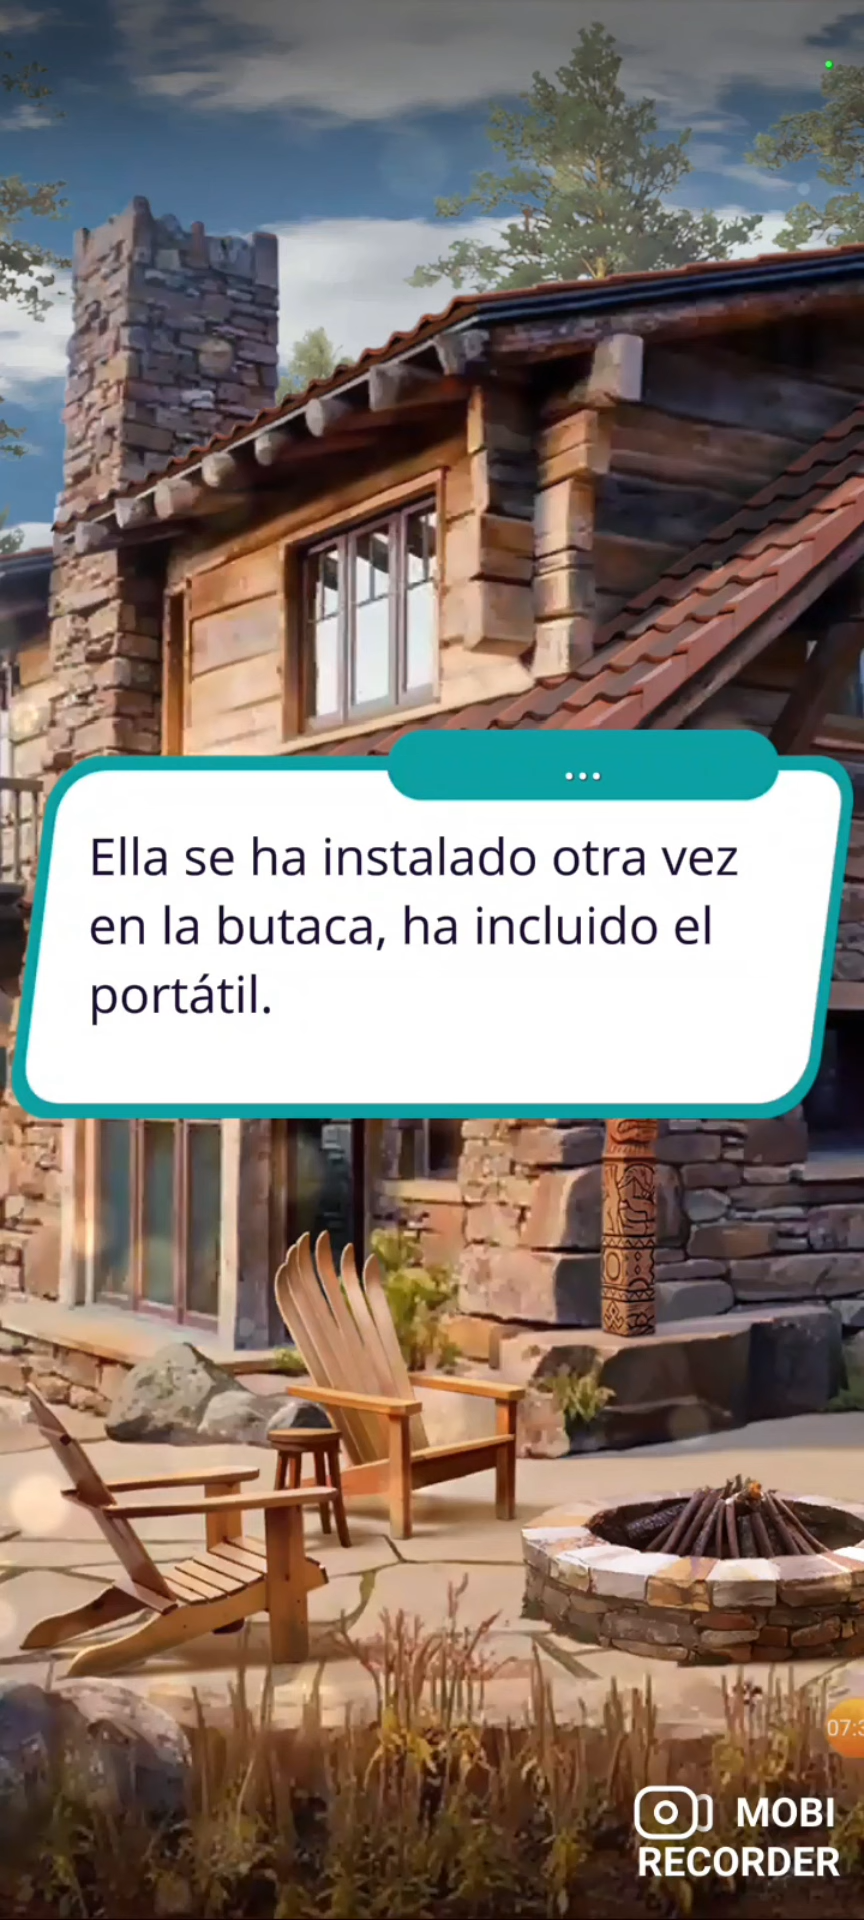 ...
Ella se ha instalado otra vez
en la butaca, ha incluido el
portátil.
MOBI
RECORDER